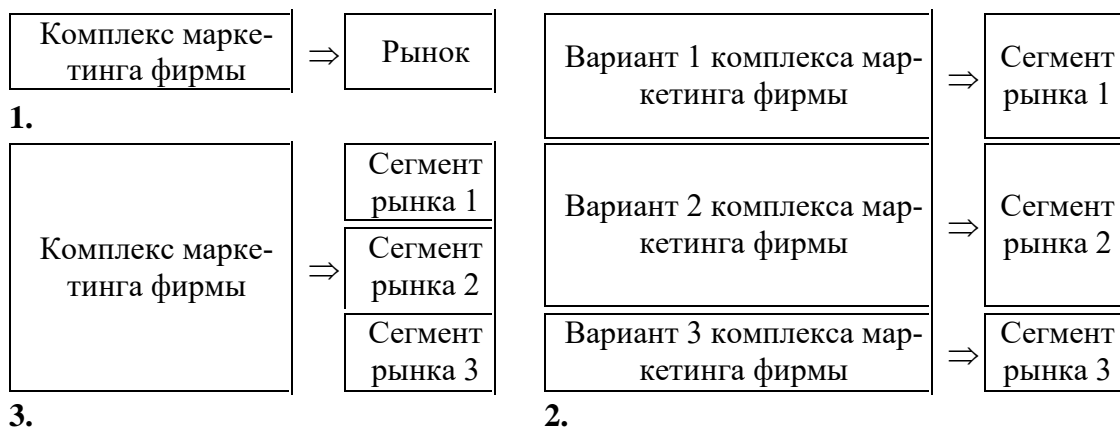 Комплекс марке-
тинга фирмы
⇒
Рынок
1.
Комплекс марке-
тинга фирмы
⇒
Сегмент
рынка 1
Сегмент
рынка 2
Сегмент
рынка 3
3.
Вариант 1 комплекса мар-
кетинга фирмы
⇒
Сегмент
рынка 1
Вариант 2 комплекса мар-
кетинга фирмы
⇒
Сегмент
рынка 2
Вариант 3 комплекса мар-
кетинга фирмы
⇒
Сегмент
рынка 3
2.